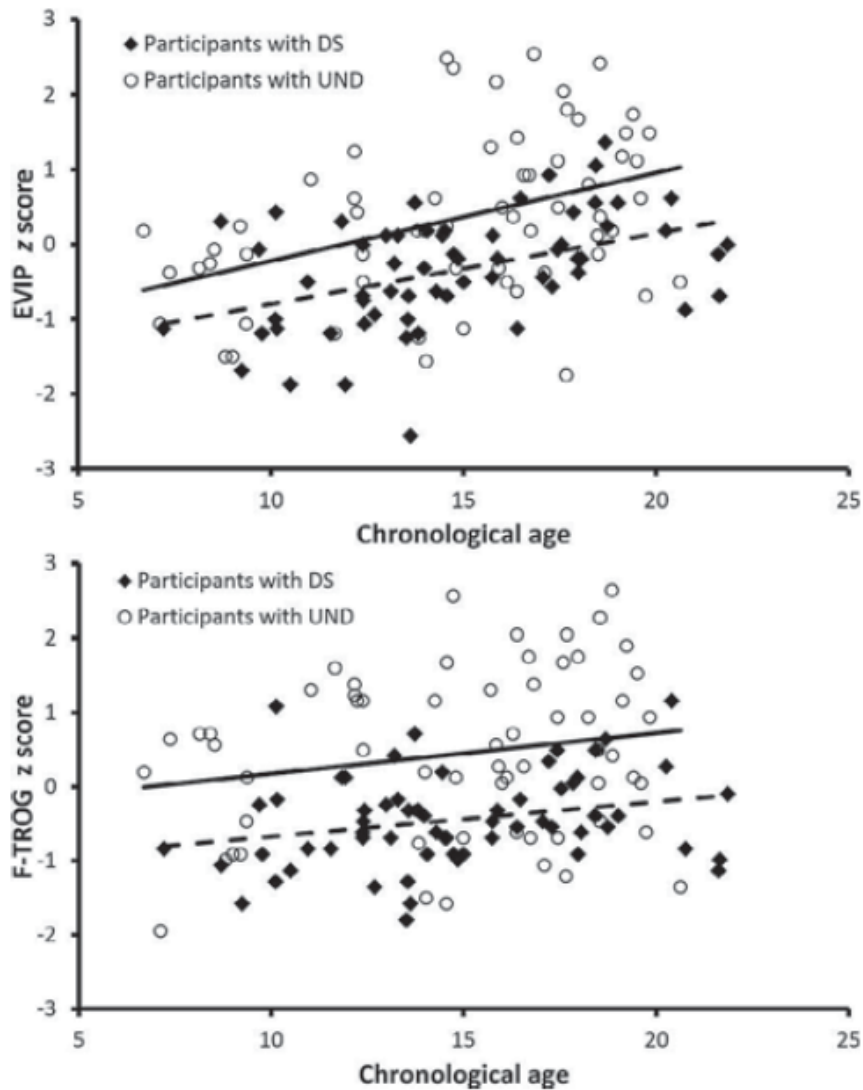 3
◆ Participants with DS
2
○ Participants with UND
1
0
-1
-2
-3
EVIP z score
5 10 15 20 25
Chronological age
3
◆ Participants with DS
2
○ Participants with UND
1
0
-1
-2
-3
F-TROG z score
5 10 15 20 25
Chronological age